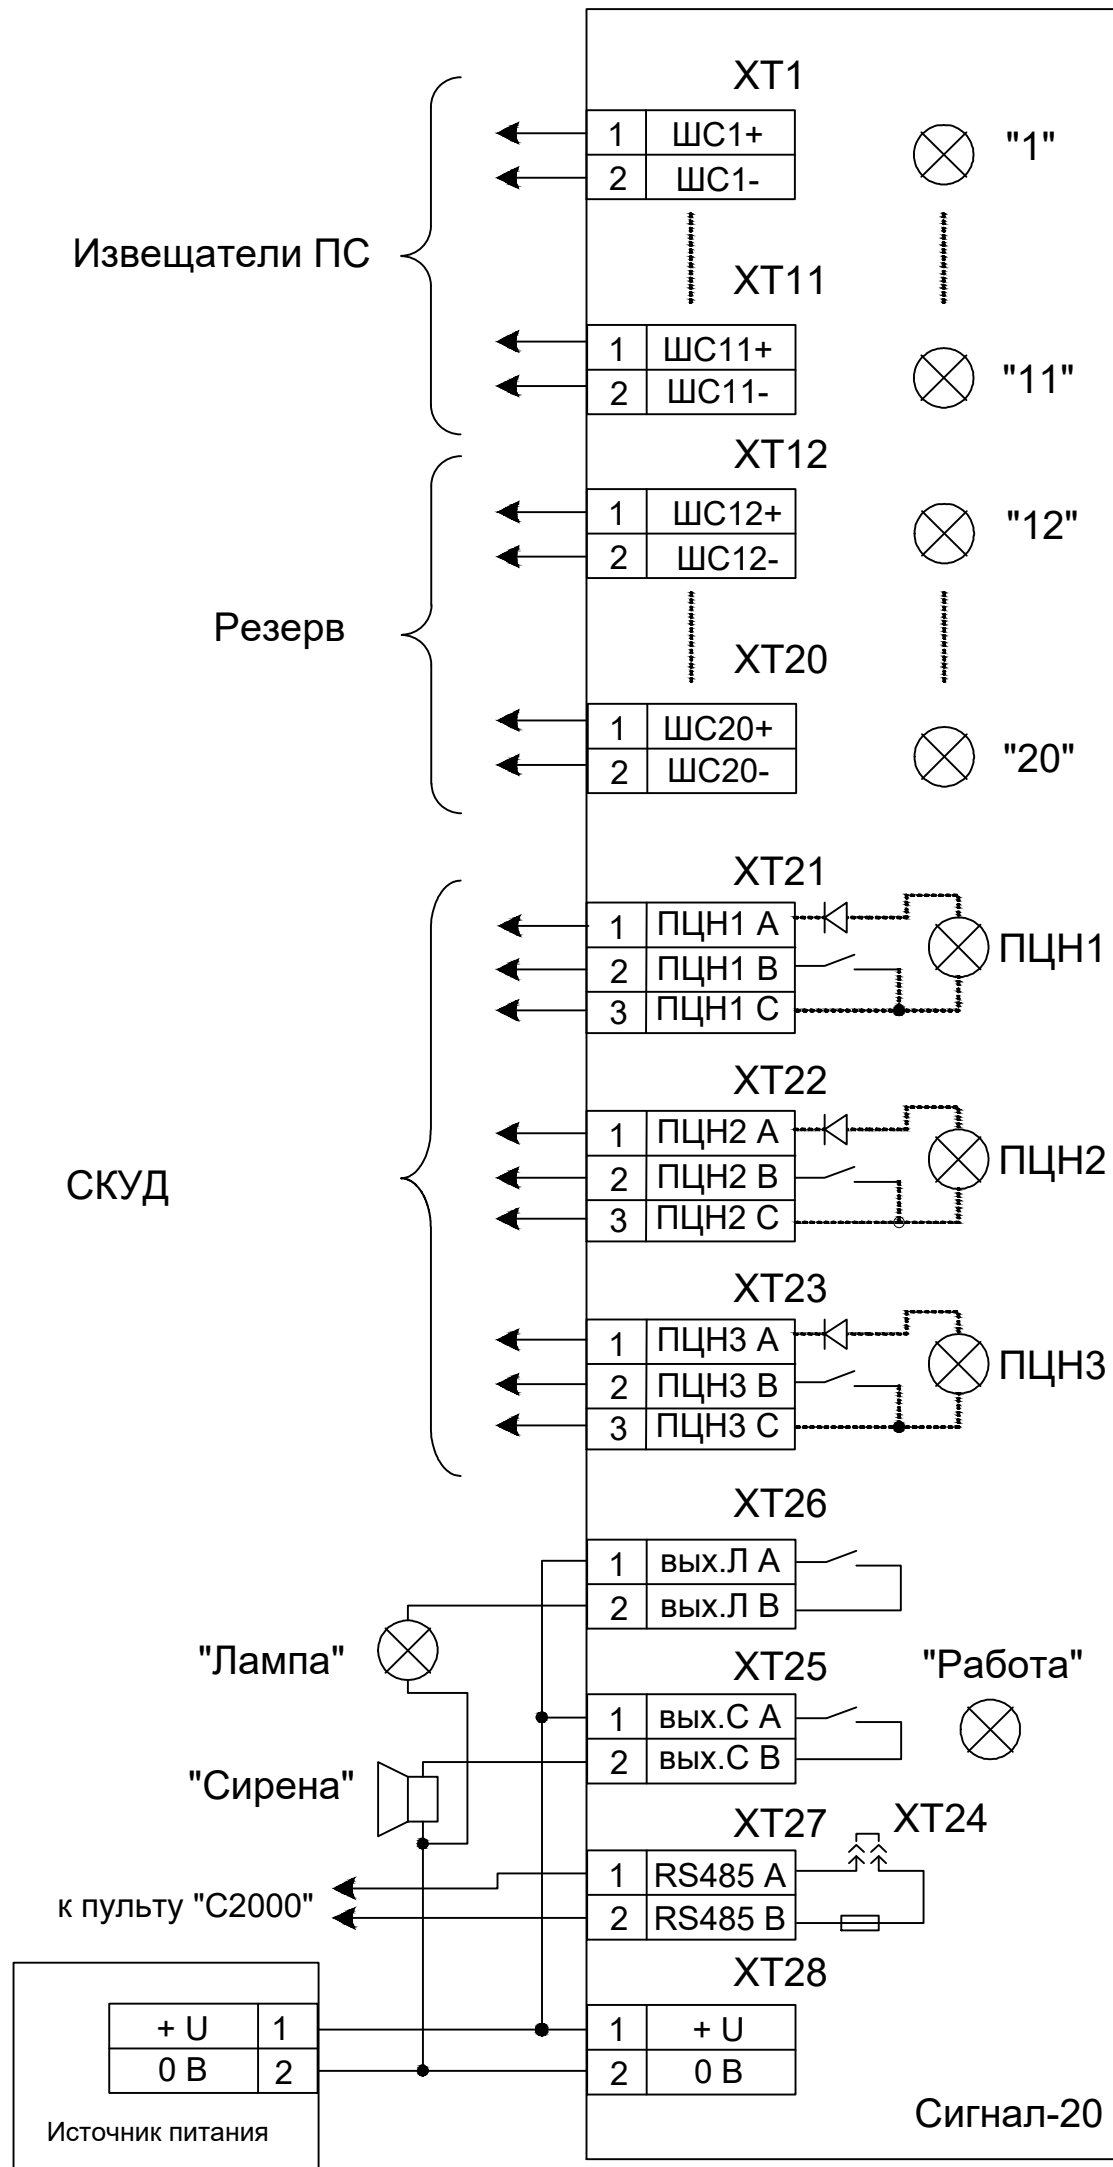 XT1
1 ШС1+
2 ШС1-
"1"
Извещатели ПС
XT11
1 ШС11+
2 ШС11-
"11"
XT12
1 ШС12+
2 ШС12-
"12"
Резерв
XT20
1 ШС20+
2 ШС20-
"20"
XT21
1 ПЦН1 А
2 ПЦН1 В
3 ПЦН1 С
ПЦН1
XT22
1 ПЦН2 А
2 ПЦН2 В
3 ПЦН2 С
ПЦН2
СКУД
XT23
1 ПЦН3 А
2 ПЦН3 В
3 ПЦН3 С
ПЦН3
XT26
1 вых.Л А
2 вых.Л В
"Лампа"
XT25
"Работа"
1 вых.С А
2 вых.С В
"Сирена"
XT27
XT24
1 RS485 A
2 RS485 B
к пульту "С2000"
XT28
+ U 1
0 В 2
1 + U
2 0 В
Источник питания
Сигнал-20